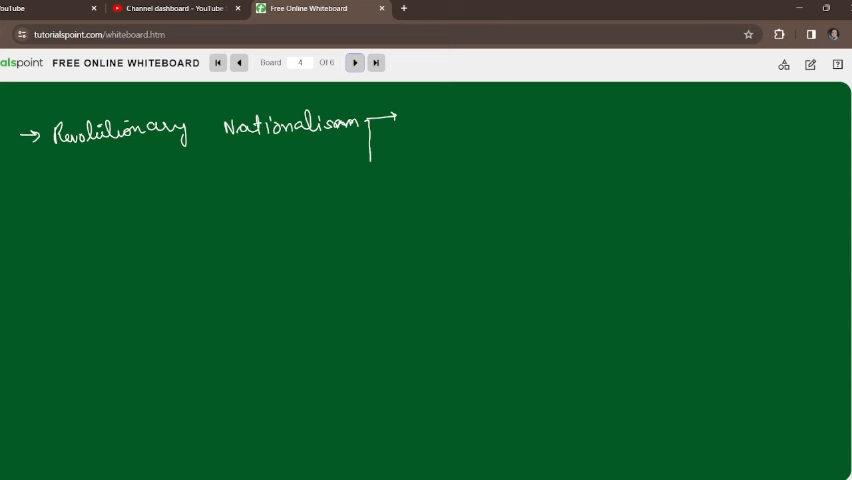 YouTube
Channel dashboard - YouTube
Free Online Whiteboard
tutorialspoint.com/whiteboard.htm
alspoint FREE ONLINE WHITEBOARD Board 4 Of 6
→ Revolutionary Nationalism